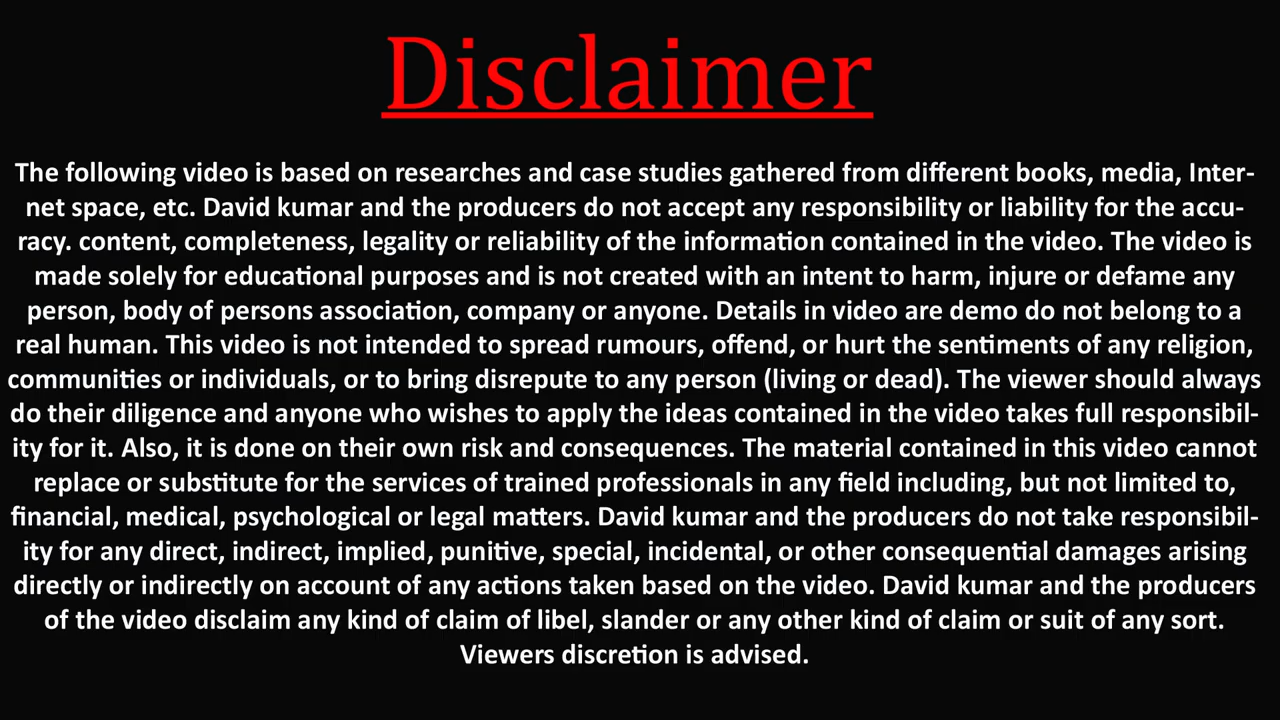 Disclaimer
The following video is based on researches and case studies gathered from different books, media, Inter-
net space, etc. David kumar and the producers do not accept any responsibility or liability for the accu-
racy. content, completeness, legality or reliability of the information contained in the video. The video is
made solely for educational purposes and is not created with an intent to harm, injure or defame any
person, body of persons association, company or anyone. Details in video are demo do not belong to a
real human. This video is not intended to spread rumours, offend, or hurt the sentiments of any religion,
communities or individuals, or to bring disrepute to any person (living or dead). The viewer should always
do their diligence and anyone who wishes to apply the ideas contained in the video takes full responsibil-
ity for it. Also, it is done on their own risk and consequences. The material contained in this video cannot
replace or substitute for the services of trained professionals in any field including, but not limited to,
financial, medical, psychological or legal matters. David kumar and the producers do not take responsibil-
ity for any direct, indirect, implied, punitive, special, incidental, or other consequential damages arising
directly or indirectly on account of any actions taken based on the video. David kumar and the producers
of the video disclaim any kind of claim of libel, slander or any other kind of claim or suit of any sort.
Viewers discretion is advised.